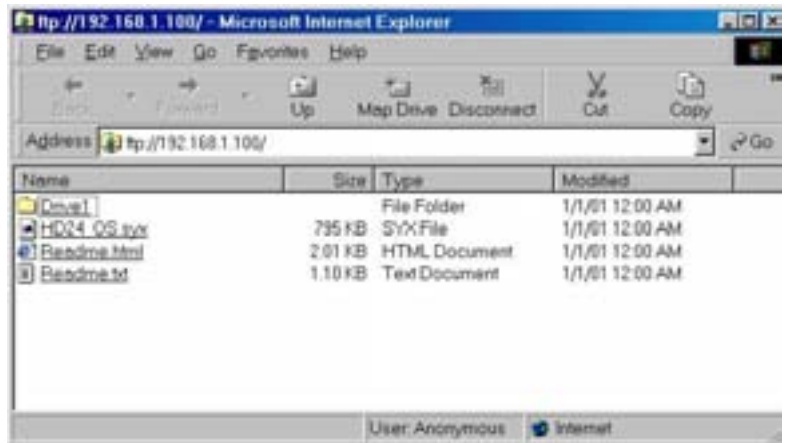 ftp://192.168.1.100/ - Microsoft Internet Explorer
File Edit View Go Favorites Help
Back Forward Up Map Drive Disconnect Cut Copy
Address ftp://192.168.1.100/ Go
Name Size Type Modified
Drive1 File Folder 1/1/01 12:00 AM
HD24_OS.syx 795 KB SYX File 1/1/01 12:00 AM
Readme.html 2.01 KB HTML Document 1/1/01 12:00 AM
Readme.txt 1.10 KB Text Document 1/1/01 12:00 AM
User: Anonymous Internet